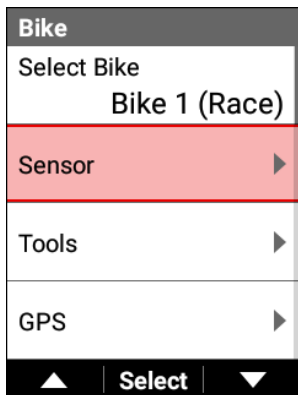 Bike
Select Bike
Bike 1 (Race)
Sensor
Tools
GPS
Select